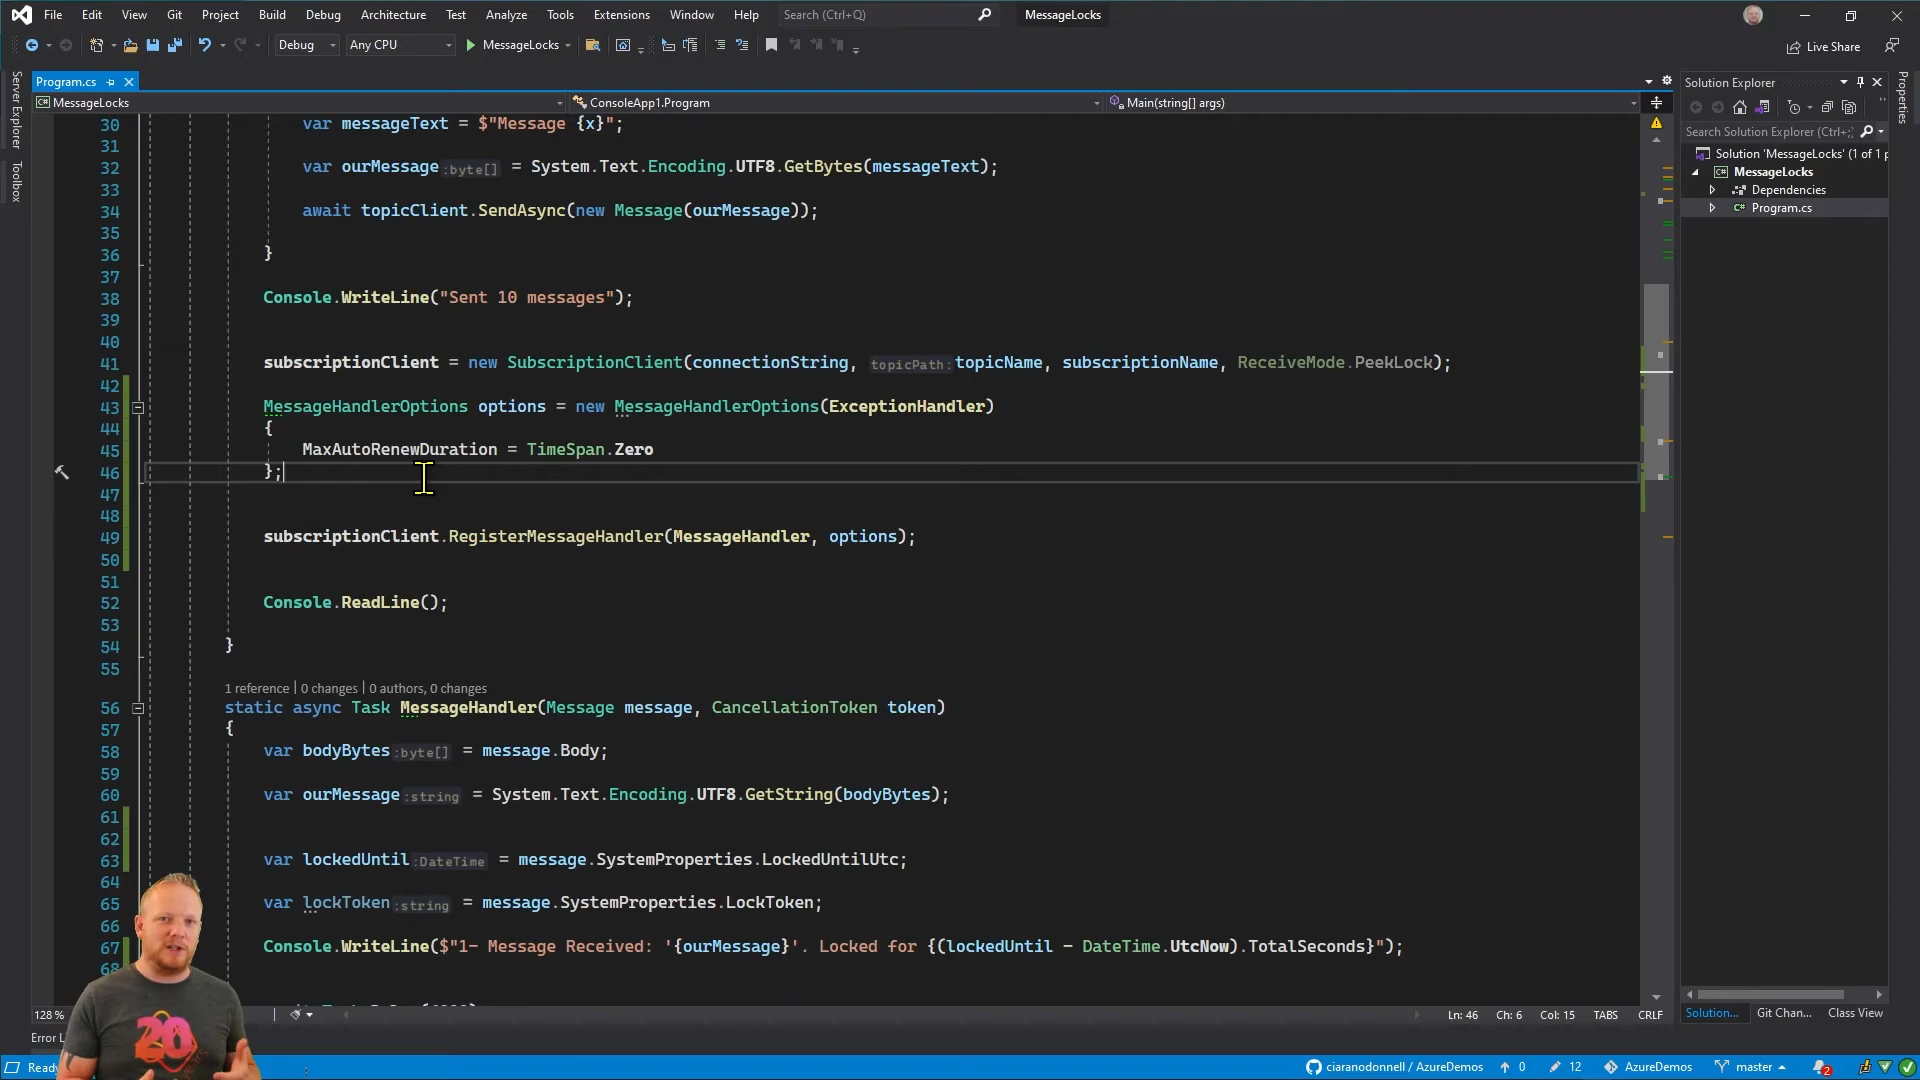 File Edit View Git Project Build Debug Architecture Test Analyze Tools Extensions Window Help Search (Ctrl+Q) MessageLocks
Debug Any CPU MessageLocks Live Share
Server Explorer
Toolbox
Program.cs
MessageLocks ConsoleApp1.Program Main(string[] args)
30 var messageText = $"Message {x}";
31
32 var ourMessage :byte[] = System.Text.Encoding.UTF8.GetBytes(messageText);
33
34 await topicClient.SendAsync(new Message(ourMessage));
35
36 }
37
38 Console.WriteLine("Sent 10 messages");
39
40
41 subscriptionClient = new SubscriptionClient(connectionString, topicPath: topicName, subscriptionName, ReceiveMode.PeekLock);
42
43 MessageHandlerOptions options = new MessageHandlerOptions(ExceptionHandler)
44 {
45 MaxAutoRenewDuration = TimeSpan.Zero
46 };
47
48
49 subscriptionClient.RegisterMessageHandler(MessageHandler, options);
50
51
52 Console.ReadLine();
53
54 }
55
1 reference | 0 changes | 0 authors, 0 changes
56 static async Task MessageHandler(Message message, CancellationToken token)
57 {
58 var bodyBytes :byte[] = message.Body;
59
60 var ourMessage :string = System.Text.Encoding.UTF8.GetString(bodyBytes);
61
62
63 var lockedUntil :DateTime = message.SystemProperties.LockedUntilUtc;
64
65 var lockToken :string = message.SystemProperties.LockToken;
66
67 Console.WriteLine($"1- Message Received: '{ourMessage}'. Locked for {(lockedUntil - DateTime.UtcNow).TotalSeconds}");
68
Solution Explorer
Properties
Search Solution Explorer (Ctrl+;
Solution 'MessageLocks' (1 of 1 p
MessageLocks
Dependencies
Program.cs
Solution... Git Chan... Class View
128 % Ln: 46 Ch: 6 Col: 15 TABS CRLF
Error L
20
Ready ciaranodonnell / AzureDemos 0 12 AzureDemos master 2